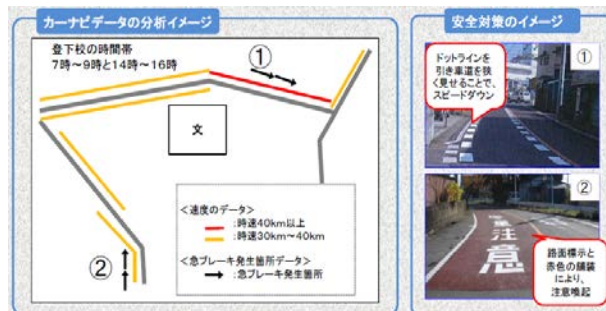 カーナビデータの分析イメージ
登下校の時間帯
7時～9時と14時～16時
①
文
②
＜速度のデータ＞
：時速40km以上
：時速30km～40km
＜急ブレーキ発生箇所データ＞
：急ブレーキ発生箇所
安全対策のイメージ
①
ドットラインを
引き車道を狭
く見せることで、
スピードダウン
②
注意
路面標示と
赤色の舗装
により、
注意喚起